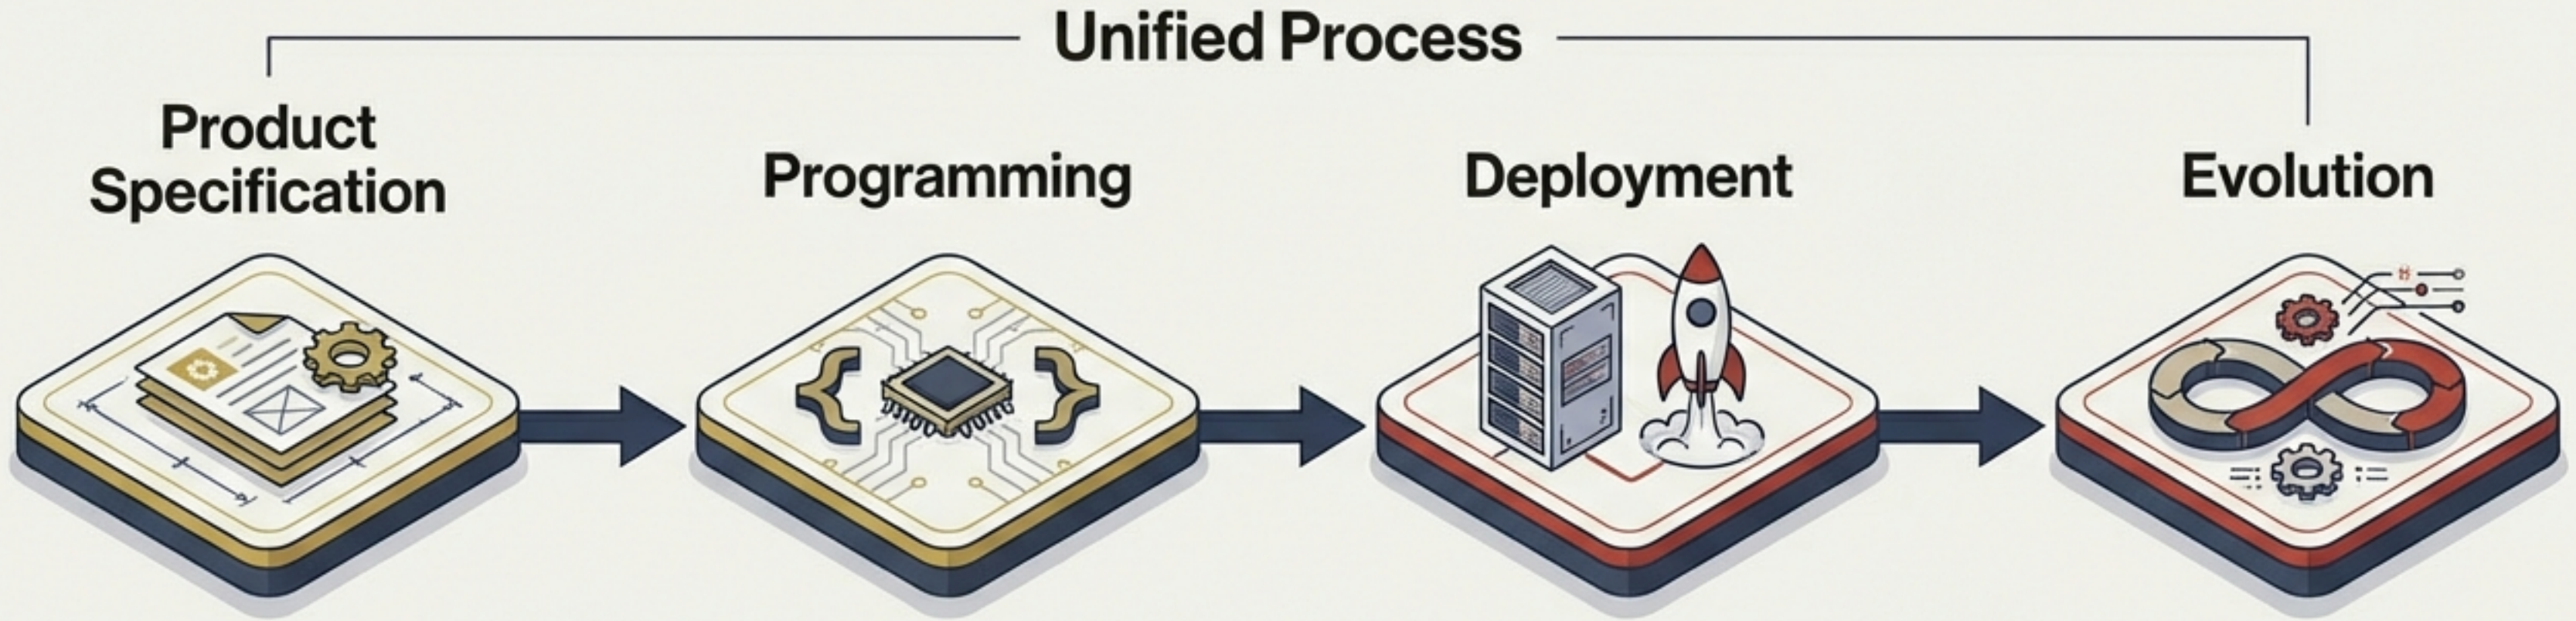 Unified Process
Product
Specification
Programming
Deployment
Evolution